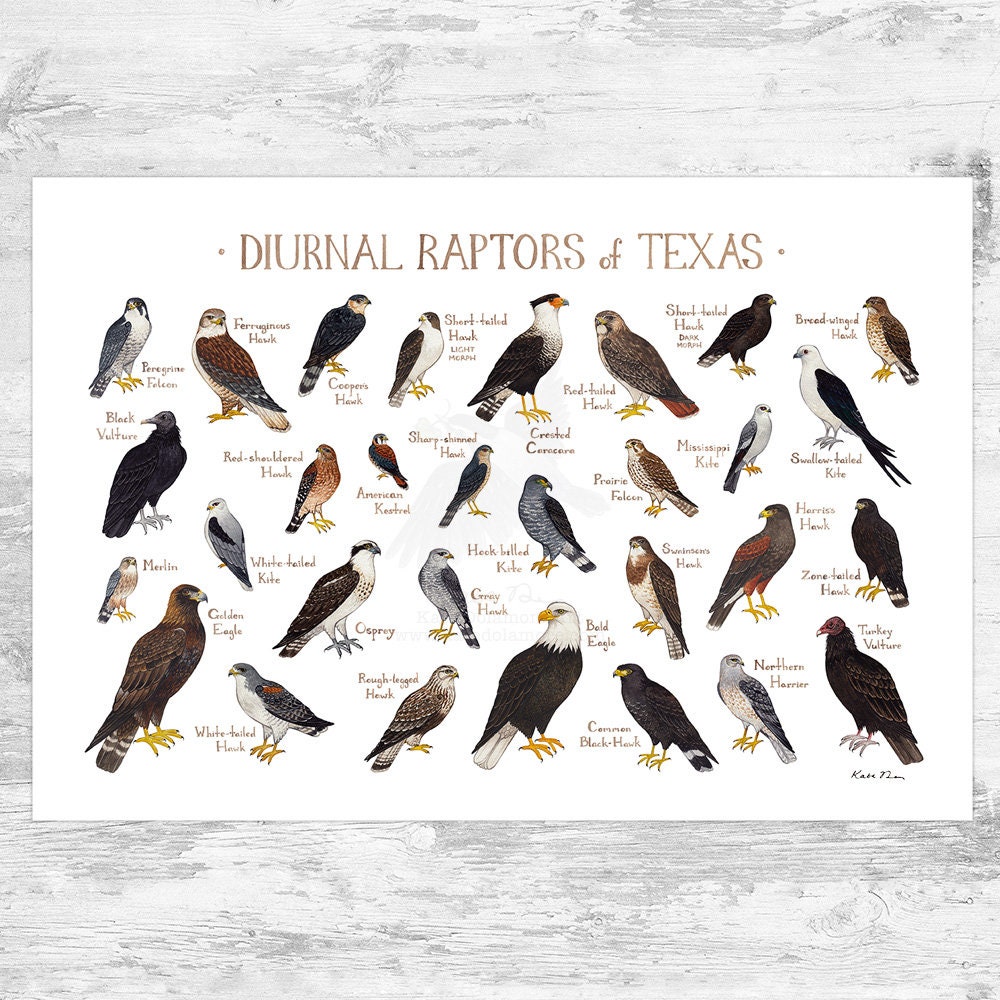 · DIURNAL RAPTORS of TEXAS ·
Peregrine
Falcon
Ferruginous
Hawk
Cooper's
Hawk
Short-tailed
Hawk
LIGHT
MORPH
Crested
Caracara
Red-tailed
Hawk
Short-tailed
Hawk
DARK
MORPH
Broad-winged
Hawk
Black
Vulture
Red-shouldered
Hawk
American
Kestrel
Sharp-shinned
Hawk
Prairie
Falcon
Mississippi
Kite
Swallow-tailed
Kite
Merlin
White-tailed
Kite
Osprey
Gray
Hawk
Hook-billed
Kite
Swainson's
Hawk
Harris's
Hawk
Zone-tailed
Hawk
Golden
Eagle
White-tailed
Hawk
Rough-legged
Hawk
Bald
Eagle
Common
Black-Hawk
Northern
Harrier
Turkey
Vulture